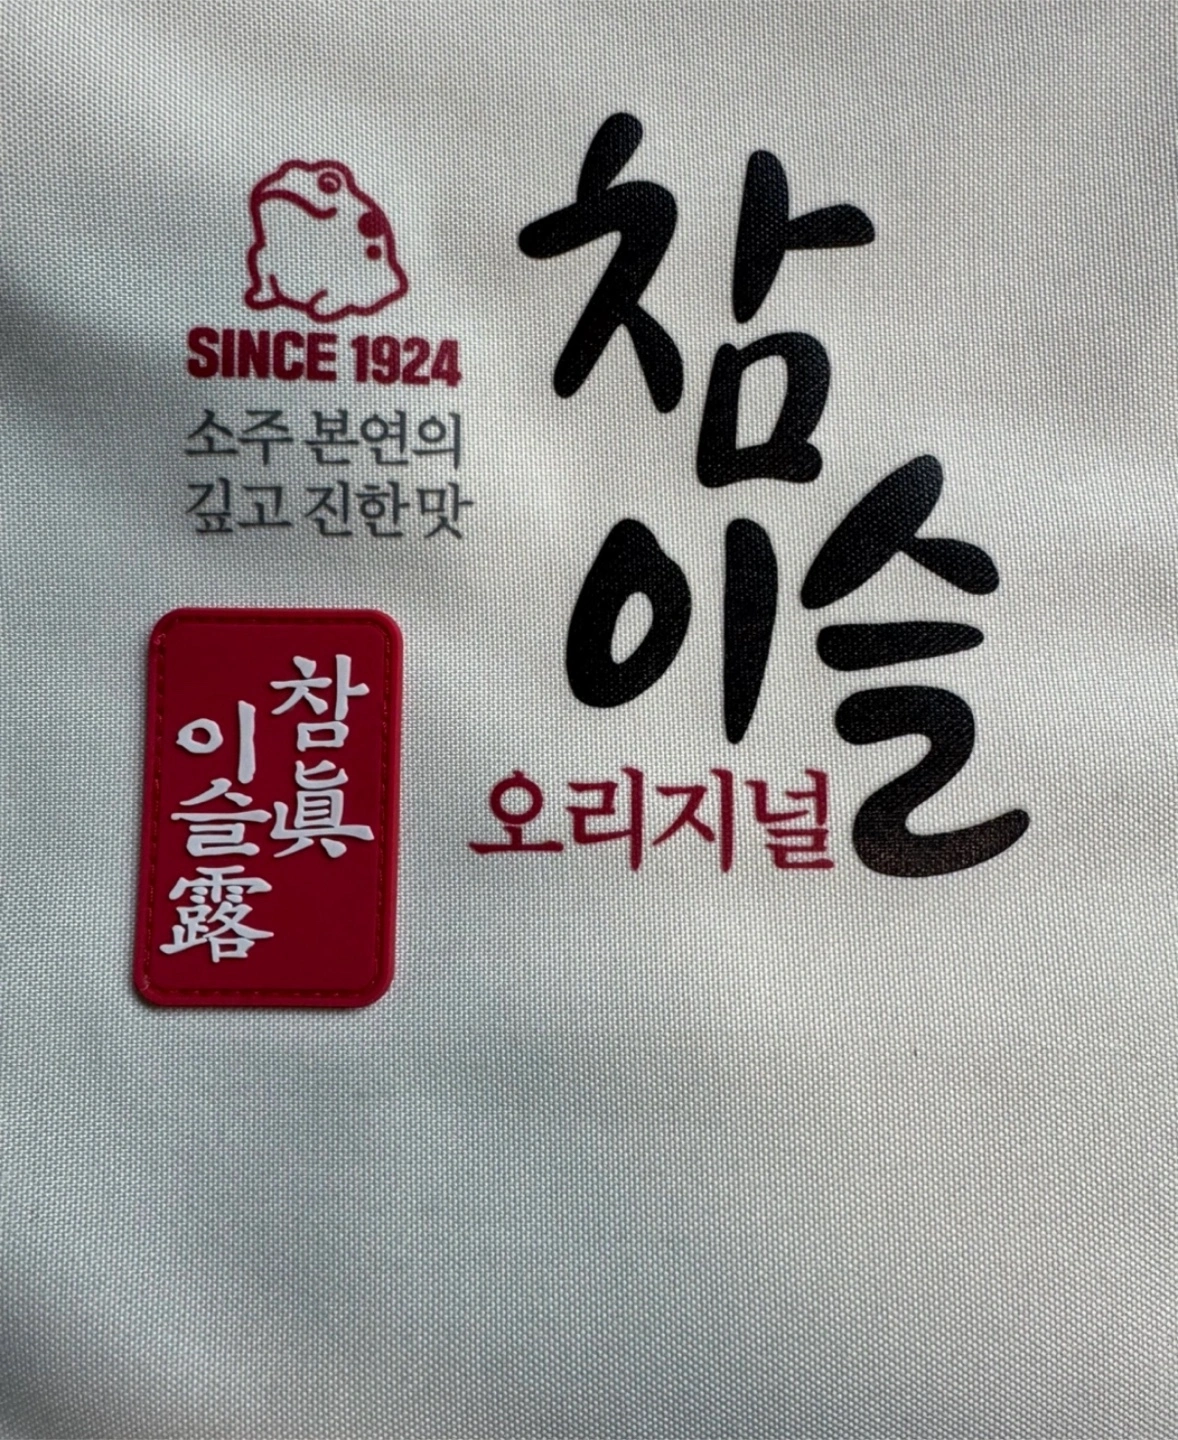 SINCE 1924
소주 본연의
깊고 진한 맛
참
이슬
오리지널
참眞
이슬露